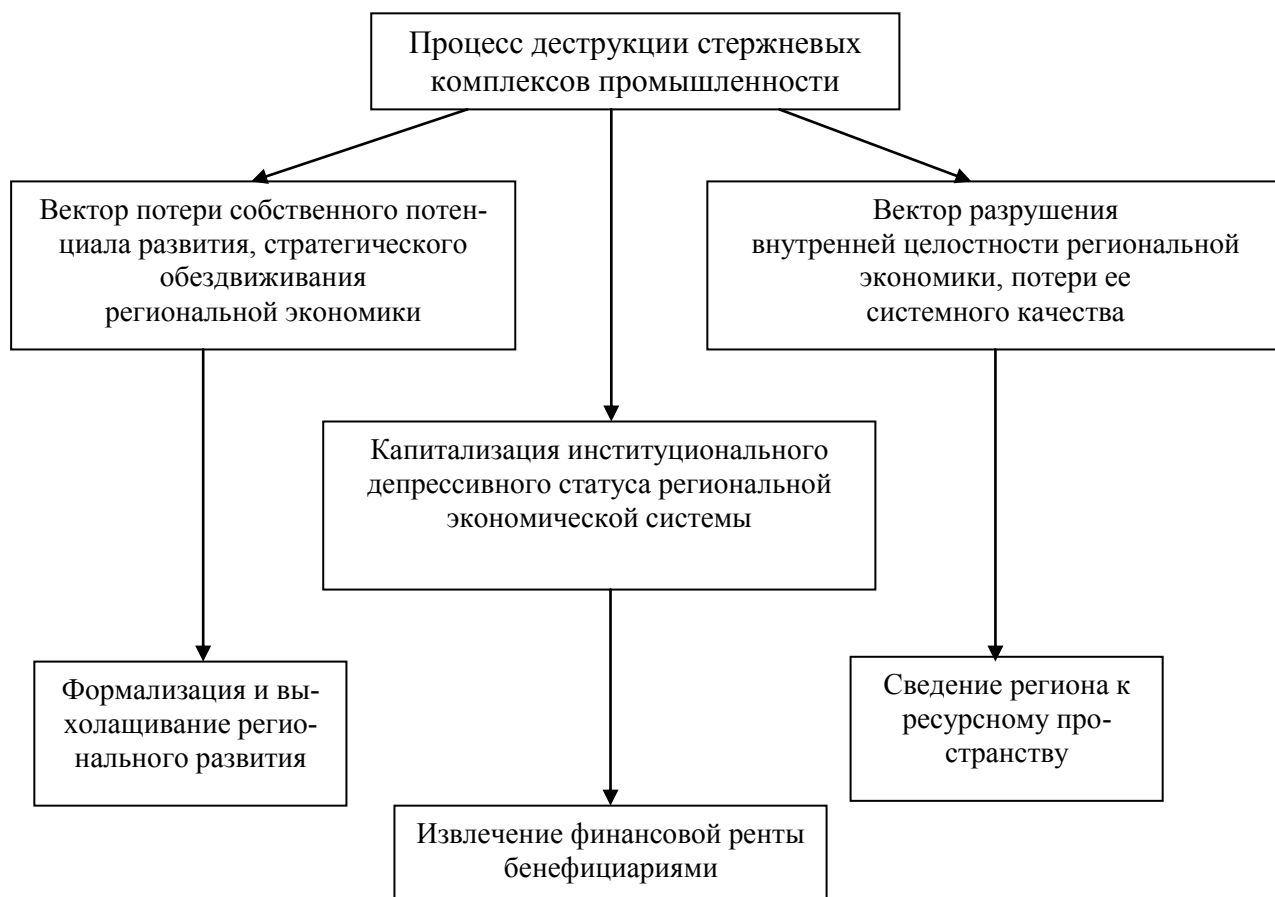 Процесс деструкции стержневых
комплексов промышленности
Вектор потери собственного потен-
циала развития, стратегического
обездвиживания
региональной экономики
Вектор разрушения
внутренней целостности региональной
экономики, потери ее
системного качества
Капитализация институционального
депрессивного статуса региональной
экономической системы
Формализация и вы-
холащивание регио-
нального развития
Сведение региона к
ресурсному про-
странству
Извлечение финансовой ренты
бенефициариями